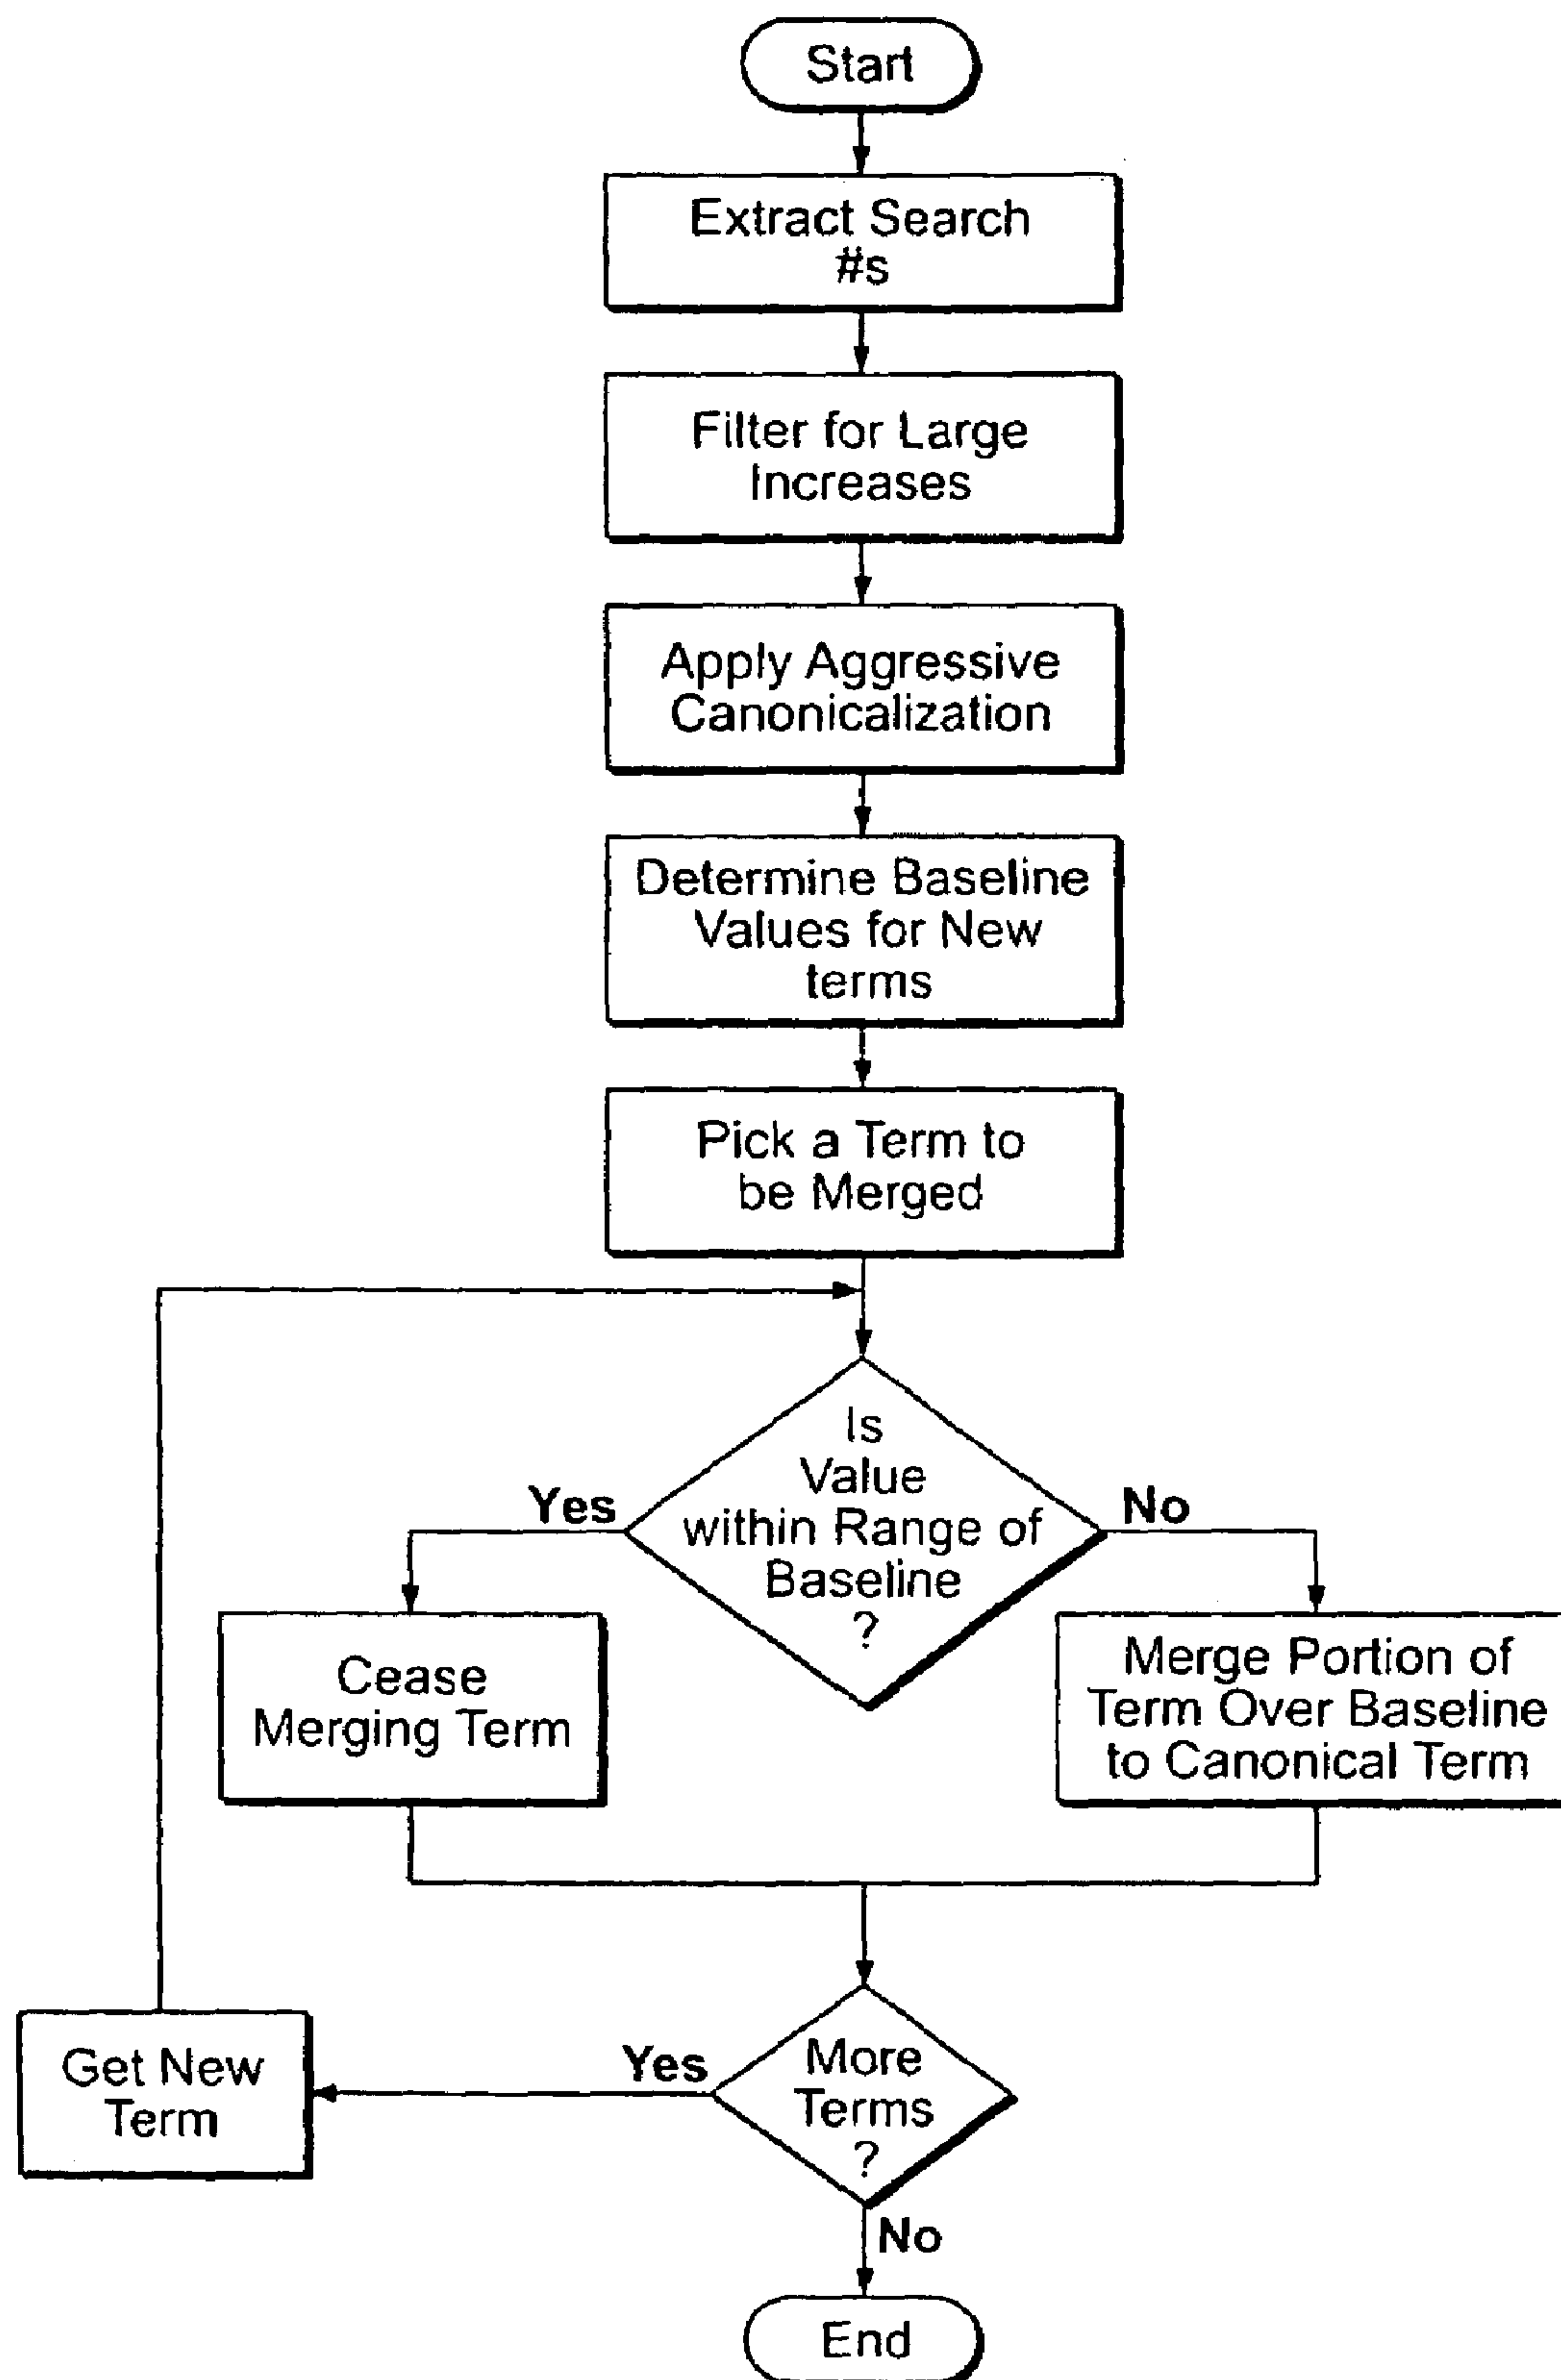 Start
Extract Search
#s
Filter for Large
Increases
Apply Aggressive
Canonicalization
Determine Baseline
Values for New
terms
Pick a Term to
be Merged
Is
Value
within Range of
Baseline
?
Yes
No
Cease
Merging Term
Merge Portion of
Term Over Baseline
to Canonical Term
More
Terms
?
Yes
Get New
Term
No
End